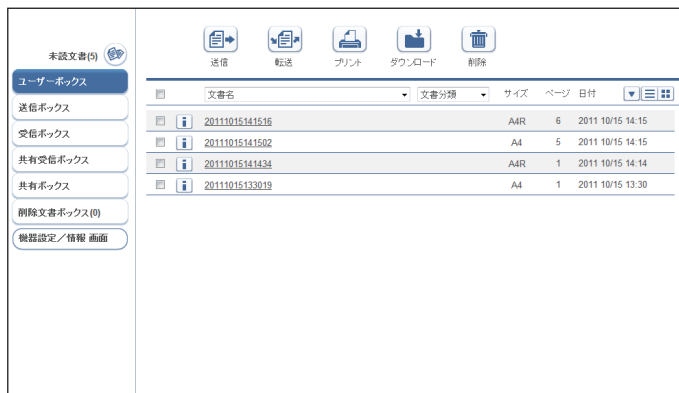 未読文書(5)
送信 転送 プリント ダウンロード 削除
ユーザーボックス
送信ボックス
受信ボックス
共有受信ボックス
共有ボックス
削除文書ボックス(0)
機器設定／情報 画面
文書名 文書分類 サイズ ページ 日付
20111015141516 A4R 6 2011 10/15 14:15
20111015141502 A4 5 2011 10/15 14:15
20111015141434 A4R 1 2011 10/15 14:14
20111015133019 A4 1 2011 10/15 13:30